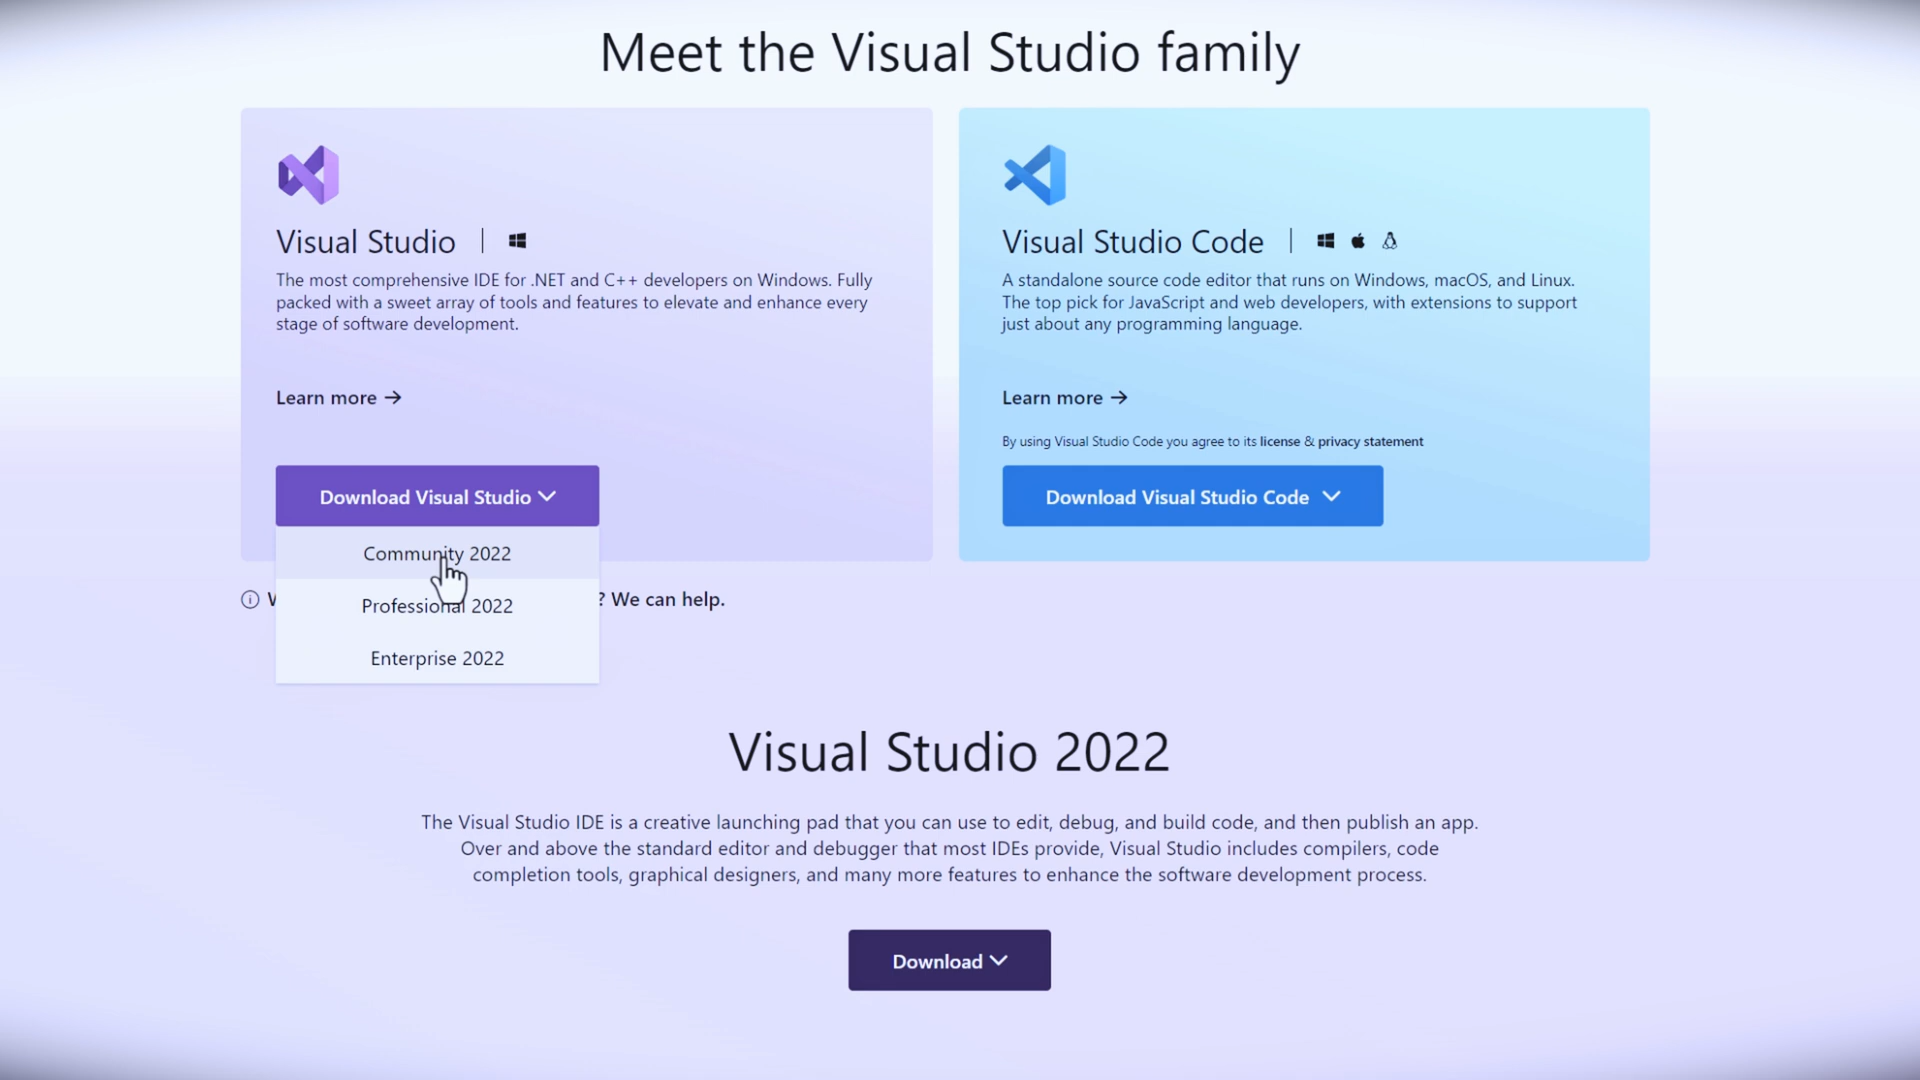 Meet the Visual Studio family
Visual Studio
The most comprehensive IDE for .NET and C++ developers on Windows. Fully
packed with a sweet array of tools and features to elevate and enhance every
stage of software development.
Learn more
Download Visual Studio
Community 2022
Professional 2022
Enterprise 2022
Visual Studio Code
A standalone source code editor that runs on Windows, macOS, and Linux.
The top pick for JavaScript and web developers, with extensions to support
just about any programming language.
Learn more
By using Visual Studio Code you agree to its license & privacy statement
Download Visual Studio Code
? We can help.
Visual Studio 2022
The Visual Studio IDE is a creative launching pad that you can use to edit, debug, and build code, and then publish an app.
Over and above the standard editor and debugger that most IDEs provide, Visual Studio includes compilers, code
completion tools, graphical designers, and many more features to enhance the software development process.
Download